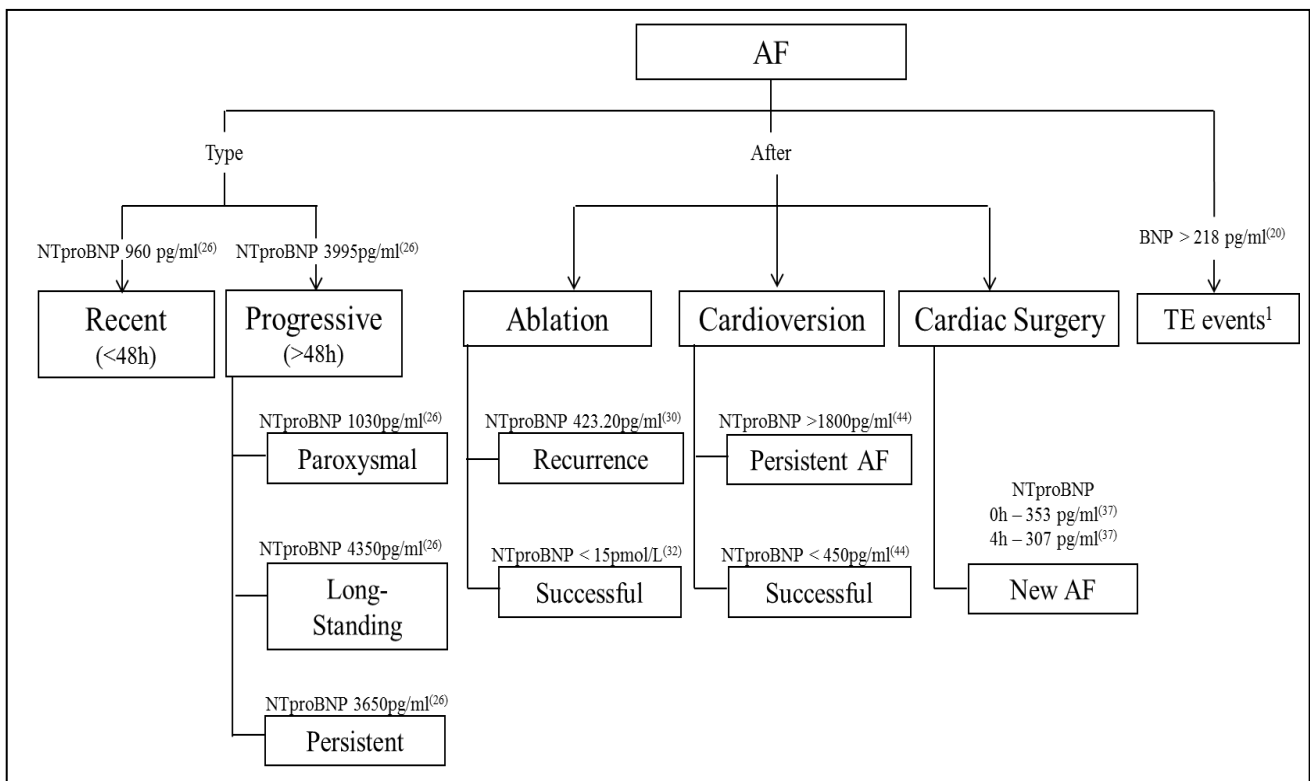 AF
Type
After
NTproBNP 960 pg/ml(26)
NTproBNP 3995pg/ml(26)
BNP > 218 pg/ml(20)
Recent
(<48h)
Progressive
(>48h)
Ablation
Cardioversion
Cardiac Surgery
TE events1
NTproBNP 1030pg/ml(26)
Paroxysmal
NTproBNP 4350pg/ml(26)
Long-
Standing
NTproBNP 3650pg/ml(26)
Persistent
NTproBNP 423.20pg/ml(30)
Recurrence
NTproBNP < 15pmol/L(32)
Successful
NTproBNP >1800pg/ml(44)
Persistent AF
NTproBNP < 450pg/ml(44)
Successful
NTproBNP
0h – 353 pg/ml(37)
4h – 307 pg/ml(37)
New AF